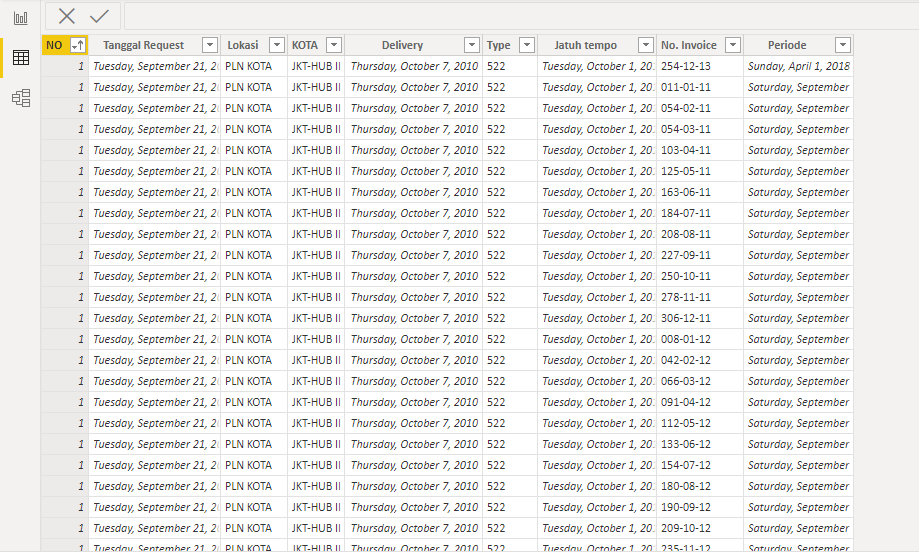 NO Tanggal Request Lokasi KOTA Delivery Type Jatuh tempo No. Invoice Periode
1 Tuesday, September 21, 2 PLN KOTA JKT-HUB II Thursday, October 7, 2010 522 Tuesday, October 1, 20 254-12-13 Sunday, April 1, 2018
1 Tuesday, September 21, 2 PLN KOTA JKT-HUB II Thursday, October 7, 2010 522 Tuesday, October 1, 20 011-01-11 Saturday, September
1 Tuesday, September 21, 2 PLN KOTA JKT-HUB II Thursday, October 7, 2010 522 Tuesday, October 1, 20 054-02-11 Saturday, September
1 Tuesday, September 21, 2 PLN KOTA JKT-HUB II Thursday, October 7, 2010 522 Tuesday, October 1, 20 054-03-11 Saturday, September
1 Tuesday, September 21, 2 PLN KOTA JKT-HUB II Thursday, October 7, 2010 522 Tuesday, October 1, 20 103-04-11 Saturday, September
1 Tuesday, September 21, 2 PLN KOTA JKT-HUB II Thursday, October 7, 2010 522 Tuesday, October 1, 20 125-05-11 Saturday, September
1 Tuesday, September 21, 2 PLN KOTA JKT-HUB II Thursday, October 7, 2010 522 Tuesday, October 1, 20 163-06-11 Saturday, September
1 Tuesday, September 21, 2 PLN KOTA JKT-HUB II Thursday, October 7, 2010 522 Tuesday, October 1, 20 184-07-11 Saturday, September
1 Tuesday, September 21, 2 PLN KOTA JKT-HUB II Thursday, October 7, 2010 522 Tuesday, October 1, 20 208-08-11 Saturday, September
1 Tuesday, September 21, 2 PLN KOTA JKT-HUB II Thursday, October 7, 2010 522 Tuesday, October 1, 20 227-09-11 Saturday, September
1 Tuesday, September 21, 2 PLN KOTA JKT-HUB II Thursday, October 7, 2010 522 Tuesday, October 1, 20 250-10-11 Saturday, September
1 Tuesday, September 21, 2 PLN KOTA JKT-HUB II Thursday, October 7, 2010 522 Tuesday, October 1, 20 278-11-11 Saturday, September
1 Tuesday, September 21, 2 PLN KOTA JKT-HUB II Thursday, October 7, 2010 522 Tuesday, October 1, 20 306-12-11 Saturday, September
1 Tuesday, September 21, 2 PLN KOTA JKT-HUB II Thursday, October 7, 2010 522 Tuesday, October 1, 20 008-01-12 Saturday, September
1 Tuesday, September 21, 2 PLN KOTA JKT-HUB II Thursday, October 7, 2010 522 Tuesday, October 1, 20 042-02-12 Saturday, September
1 Tuesday, September 21, 2 PLN KOTA JKT-HUB II Thursday, October 7, 2010 522 Tuesday, October 1, 20 066-03-12 Saturday, September
1 Tuesday, September 21, 2 PLN KOTA JKT-HUB II Thursday, October 7, 2010 522 Tuesday, October 1, 20 091-04-12 Saturday, September
1 Tuesday, September 21, 2 PLN KOTA JKT-HUB II Thursday, October 7, 2010 522 Tuesday, October 1, 20 112-05-12 Saturday, September
1 Tuesday, September 21, 2 PLN KOTA JKT-HUB II Thursday, October 7, 2010 522 Tuesday, October 1, 20 133-06-12 Saturday, September
1 Tuesday, September 21, 2 PLN KOTA JKT-HUB II Thursday, October 7, 2010 522 Tuesday, October 1, 20 154-07-12 Saturday, September
1 Tuesday, September 21, 2 PLN KOTA JKT-HUB II Thursday, October 7, 2010 522 Tuesday, October 1, 20 180-08-12 Saturday, September
1 Tuesday, September 21, 2 PLN KOTA JKT-HUB II Thursday, October 7, 2010 522 Tuesday, October 1, 20 190-09-12 Saturday, September
1 Tuesday, September 21, 2 PLN KOTA JKT-HUB II Thursday, October 7, 2010 522 Tuesday, October 1, 20 209-10-12 Saturday, September
1 Tuesday, September 21, 2 PLN KOTA JKT-HUB II Thursday, October 7, 2010 522 Tuesday, October 1, 20 235-11-12 Saturday, September